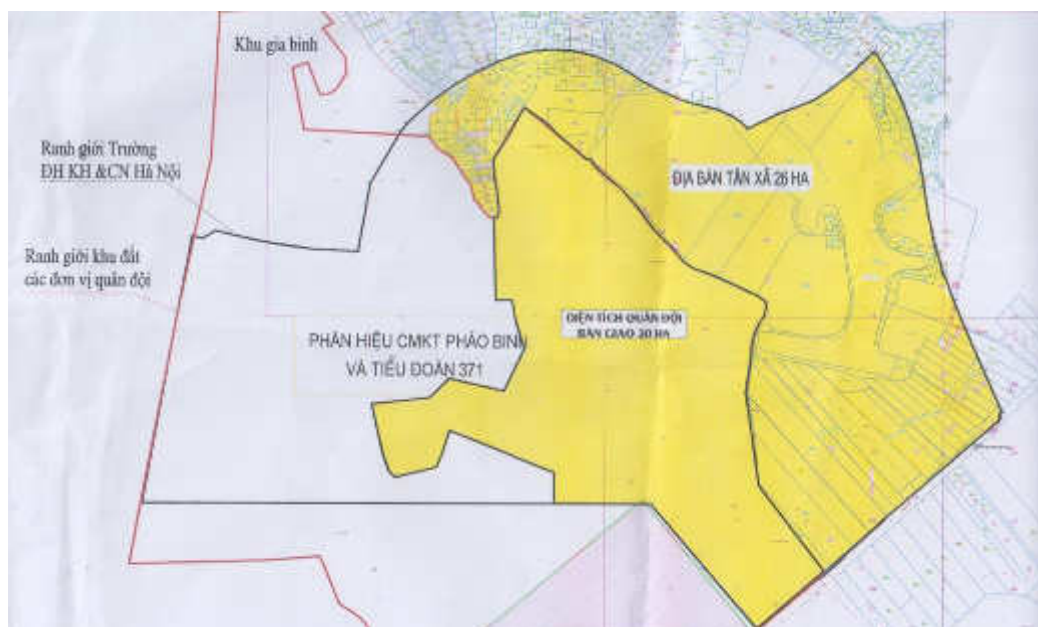 Khu gia binh
Ranh giới Trường
ĐH KH &CN Hà Nội
ĐỊA BÀN TÂN XÃ 26 HA
Ranh giới khu đất
các đơn vị quân đội
DIỆN TÍCH QUÂN ĐỘI
BÀN GIAO 30 HA
PHÂN HIỆU CMKT PHÁO BINH
VÀ TIỂU ĐOÀN 371